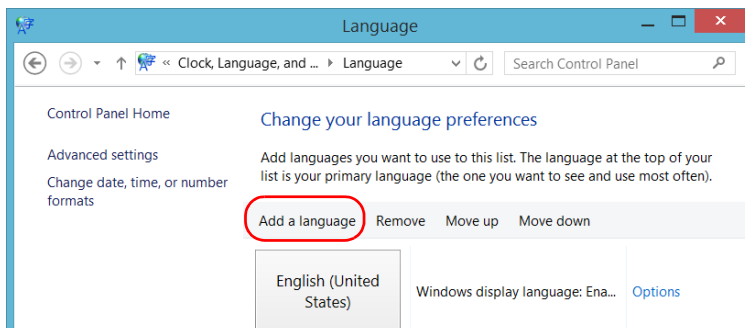 Language
« Clock, Language, and ... Language Search Control Panel
Control Panel Home
Advanced settings
Change date, time, or number
formats
Change your language preferences
Add languages you want to use to this list. The language at the top of your
list is your primary language (the one you want to see and use most often).
Add a language Remove Move up Move down
English (United
States)
Windows display language: Ena...
Options